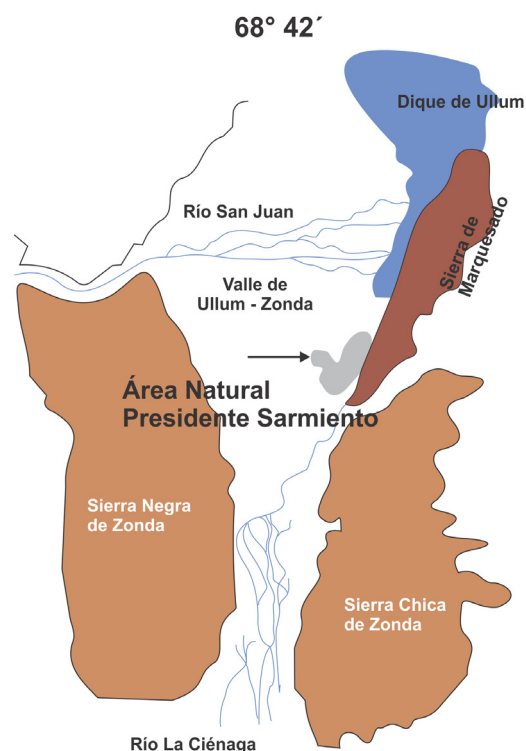 68° 42´
Dique de Ullum
Río San Juan
Sierra de
Marquesado
Valle de
Ullum - Zonda
Área Natural
Presidente Sarmiento
Sierra Negra
de Zonda
Sierra Chica
de Zonda
Río La Ciénaga